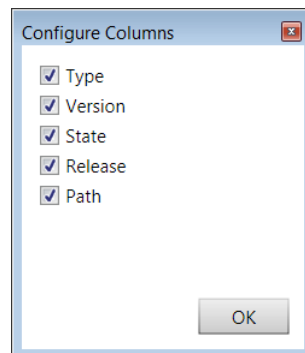 Configure Columns
Type
Version
State
Release
Path
OK